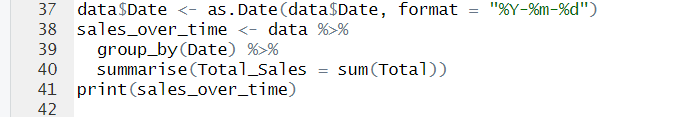 37 data$Date <- as.Date(data$Date, format = "%Y-%m-%d")
38 sales_over_time <- data %>%
39   group_by(Date) %>%
40   summarise(Total_Sales = sum(Total))
41 print(sales_over_time)
42